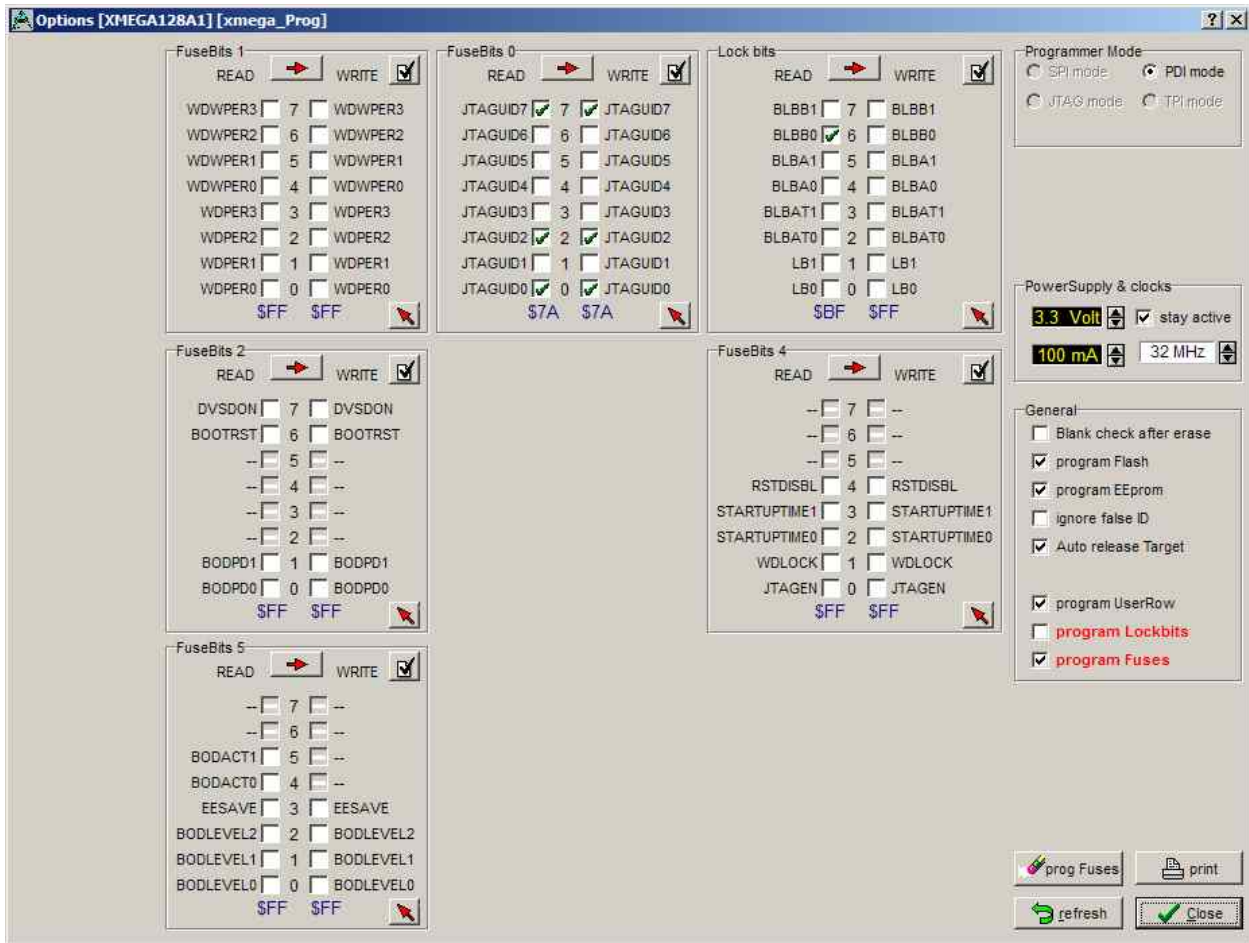 Options [XMEGA128A1] [xmega_Prog]
FuseBits 1
READ WRITE
WDWPER3 7 WDWPER3
WDWPER2 6 WDWPER2
WDWPER1 5 WDWPER1
WDWPER0 4 WDWPER0
WDPER3 3 WDPER3
WDPER2 2 WDPER2
WDPER1 1 WDPER1
WDPER0 0 WDPER0
$FF $FF
FuseBits 0
READ WRITE
JTAGUID7 7 JTAGUID7
JTAGUID6 6 JTAGUID6
JTAGUID5 5 JTAGUID5
JTAGUID4 4 JTAGUID4
JTAGUID3 3 JTAGUID3
JTAGUID2 2 JTAGUID2
JTAGUID1 1 JTAGUID1
JTAGUID0 0 JTAGUID0
$7A $7A
Lock bits
READ WRITE
BLBB1 7 BLBB1
BLBB0 6 BLBB0
BLBA1 5 BLBA1
BLBA0 4 BLBA0
BLBAT1 3 BLBAT1
BLBAT0 2 BLBAT0
LB1 1 LB1
LB0 0 LB0
$BF $FF
Programmer Mode
SPI mode PDI mode
JTAG mode TPI mode
PowerSupply & clocks
3.3 Volt stay active
100 mA 32 MHz
FuseBits 2
READ WRITE
DVSDON 7 DVSDON
BOOTRST 6 BOOTRST
-- 5 --
-- 4 --
-- 3 --
-- 2 --
BODPD1 1 BODPD1
BODPD0 0 BODPD0
$FF $FF
FuseBits 4
READ WRITE
-- 7 --
-- 6 --
-- 5 --
RSTDISBL 4 RSTDISBL
STARTUPTIME1 3 STARTUPTIME1
STARTUPTIME0 2 STARTUPTIME0
WDLOCK 1 WDLOCK
JTAGEN 0 JTAGEN
$FF $FF
General
Blank check after erase
program Flash
program EEprom
ignore false ID
Auto release Target
program UserRow
program Lockbits
program Fuses
FuseBits 5
READ WRITE
-- 7 --
-- 6 --
BODACT1 5 --
BODACT0 4 --
EESAVE 3 EESAVE
BODLEVEL2 2 BODLEVEL2
BODLEVEL1 1 BODLEVEL1
BODLEVEL0 0 BODLEVEL0
$FF $FF
prog Fuses print
refresh Close